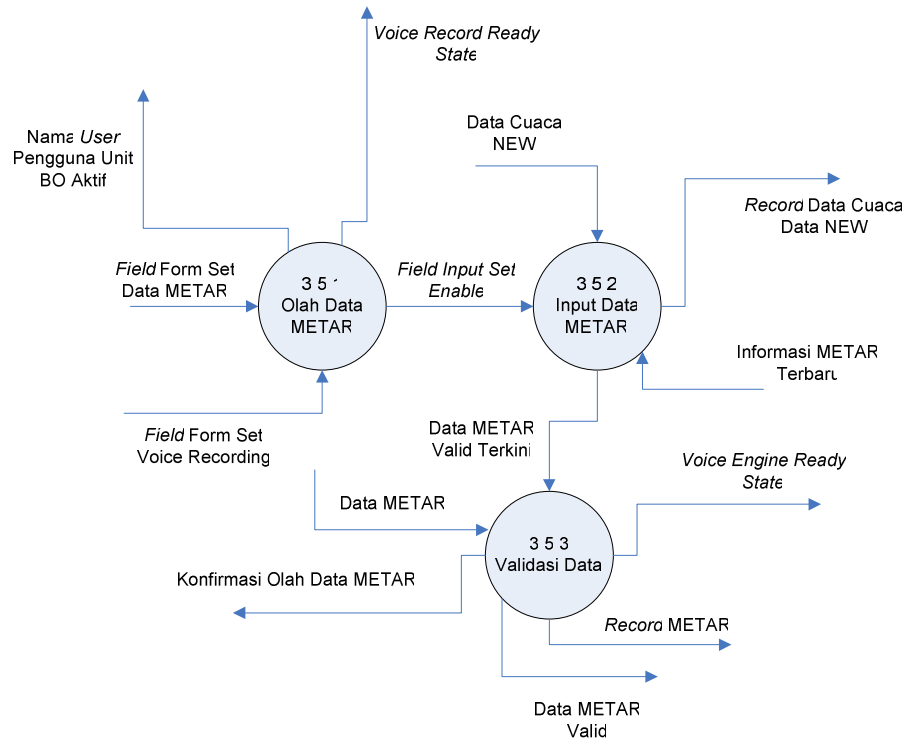 Voice Record Ready
State
Data Cuaca
NEW
Nama User
Pengguna Unit
BO Aktif
Record Data Cuaca
Data NEW
Field Form Set
Data METAR
3 5 1
Olah Data
METAR
Field Input Set
Enable
3 5 2
Input Data
METAR
Informasi METAR
Terbaru
Field Form Set
Voice Recording
Data METAR
Valid Terkini
Voice Engine Ready
State
Data METAR
3 5 3
Validasi Data
Konfirmasi Olah Data METAR
Record METAR
Data METAR
Valid